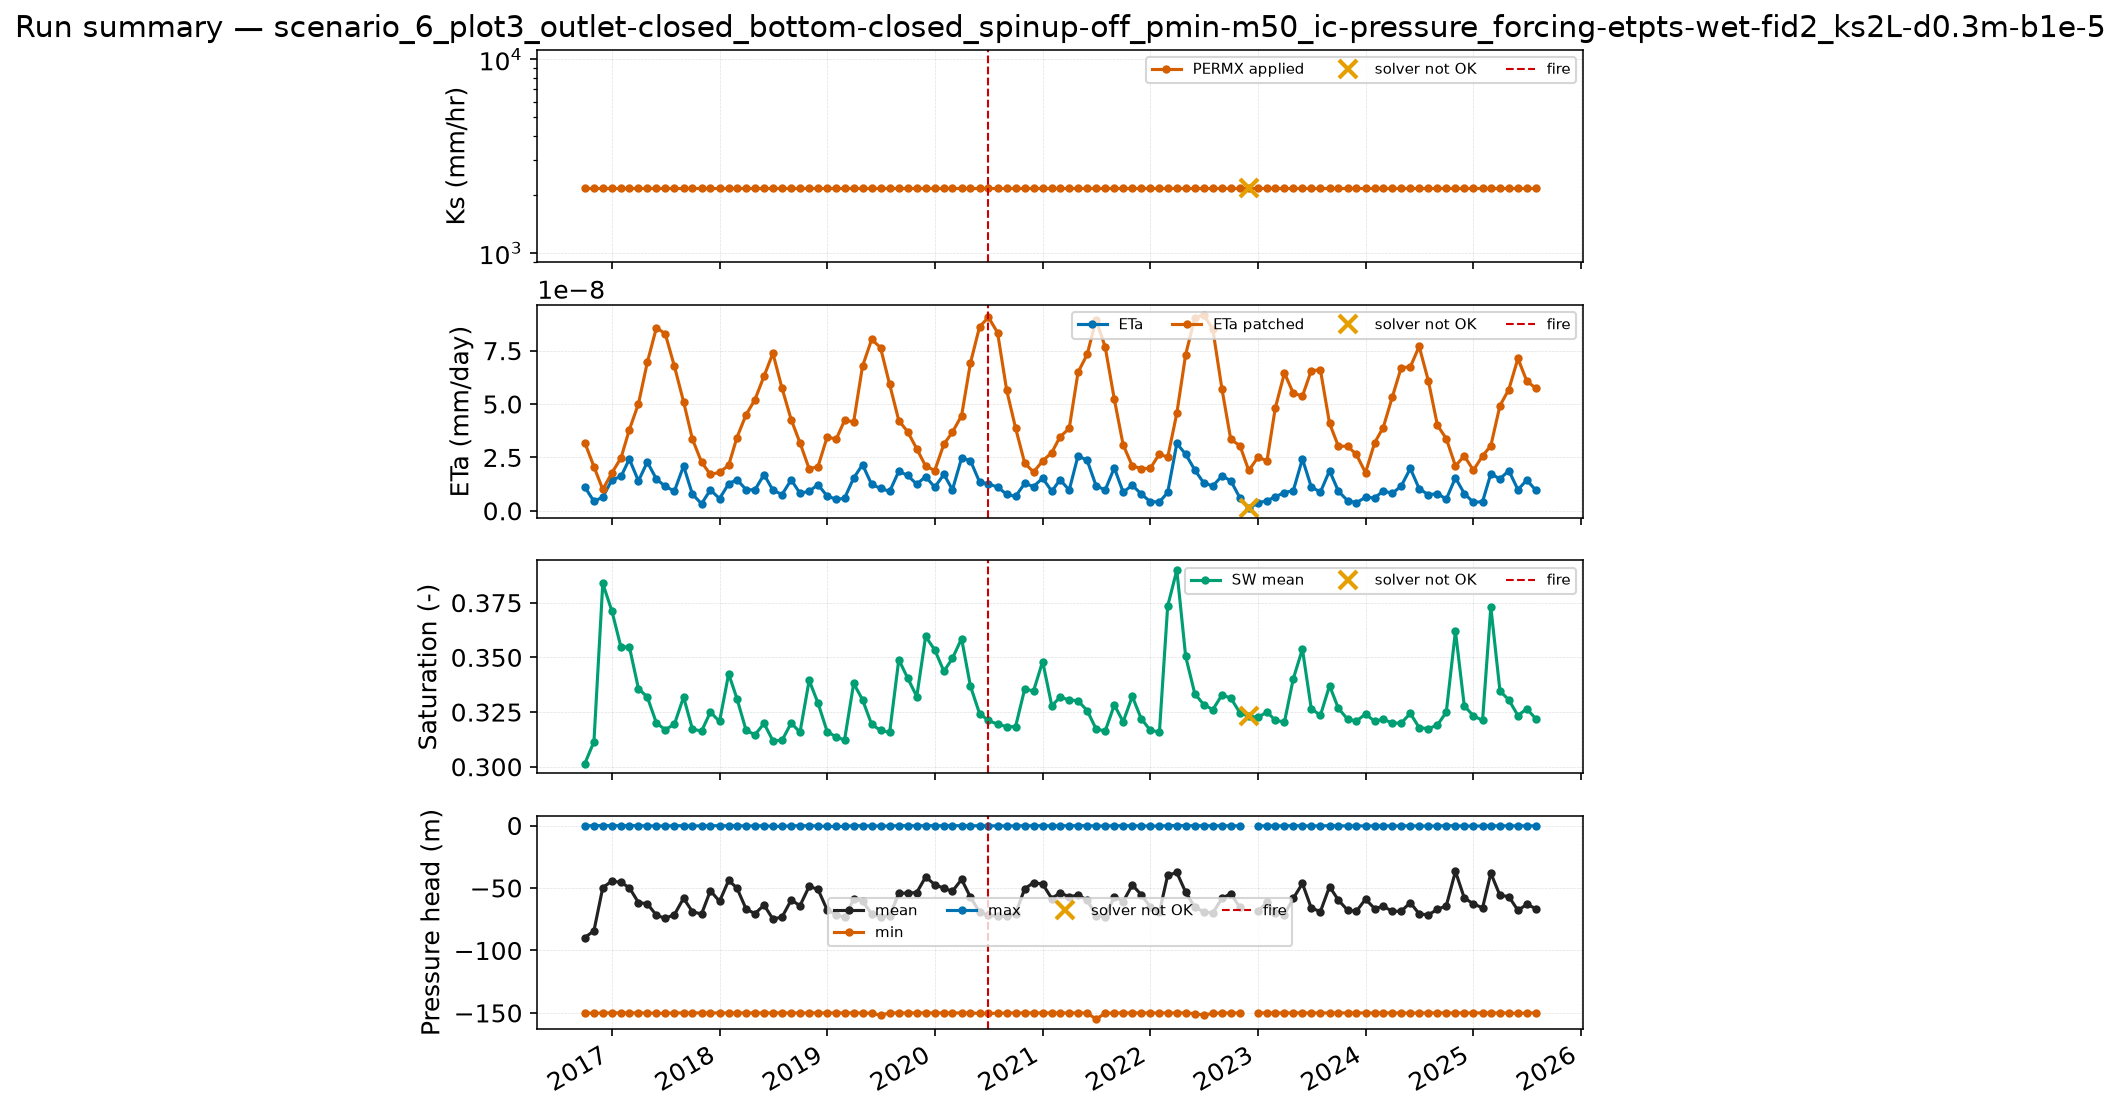 Run summary — scenario_6_plot3_outlet-closed_bottom-closed_spinup-off_pmin-m50_ic-pressure_forcing-etpts-wet-fid2_ks2L-d0.3m-b1e-5
Ks (mm/hr)
10⁴
10³
PERMX applied solver not OK fire
1e−8
ETa (mm/day)
7.5
5.0
2.5
0.0
ETa ETa patched solver not OK fire
Saturation (-)
0.375
0.350
0.325
0.300
SW mean solver not OK fire
Pressure head (m)
0
−50
−100
−150
mean max solver not OK fire
min
2017 2018 2019 2020 2021 2022 2023 2024 2025 2026